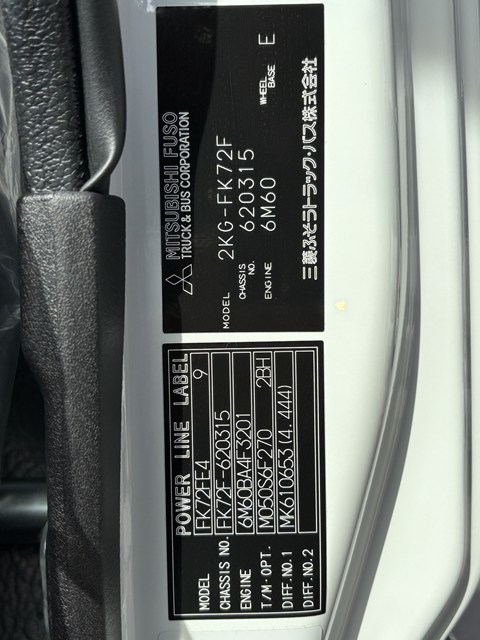 MITSUBISHI FUSO
TRUCK & BUS CORPORATION
MODEL 2KG-FK72F
CHASSIS NO. 620315
ENGINE 6M60 WHEEL BASE E
三菱ふそうトラック・バス株式会社
POWER LINE LABEL
MODEL FK72FE4 9
CHASSIS NO. FK72F-620315
ENGINE 6M60BA4F3201
T/M・OPT. MO50S6F270 2BH
DIFF.NO.1 MK610653(4.444)
DIFF.NO.2